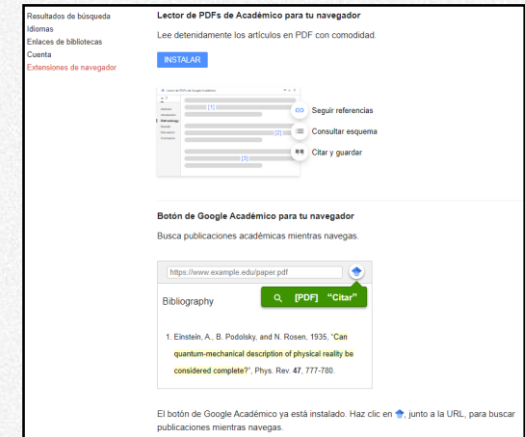 Resultados de búsqueda
Idiomas
Enlaces de bibliotecas
Cuenta
Extensiones de navegador
Lector de PDFs de Académico para tu navegador
Lee detenidamente los artículos en PDF con comodidad.
INSTALAR
[1]
[2]
[3]
Seguir referencias
Consultar esquema
Citar y guardar
Botón de Google Académico para tu navegador
Busca publicaciones académicas mientras navegas.
https://www.example.edu/paper.pdf
Bibliography
[PDF] “Citar”
1. Einstein, A., B. Podolsky, and N. Rosen, 1935, “Can
quantum-mechanical description of physical reality be
considered complete?”, Phys. Rev. 47, 777-780.
El botón de Google Académico ya está instalado. Haz clic en , junto a la URL, para buscar
publicaciones mientras navegas.